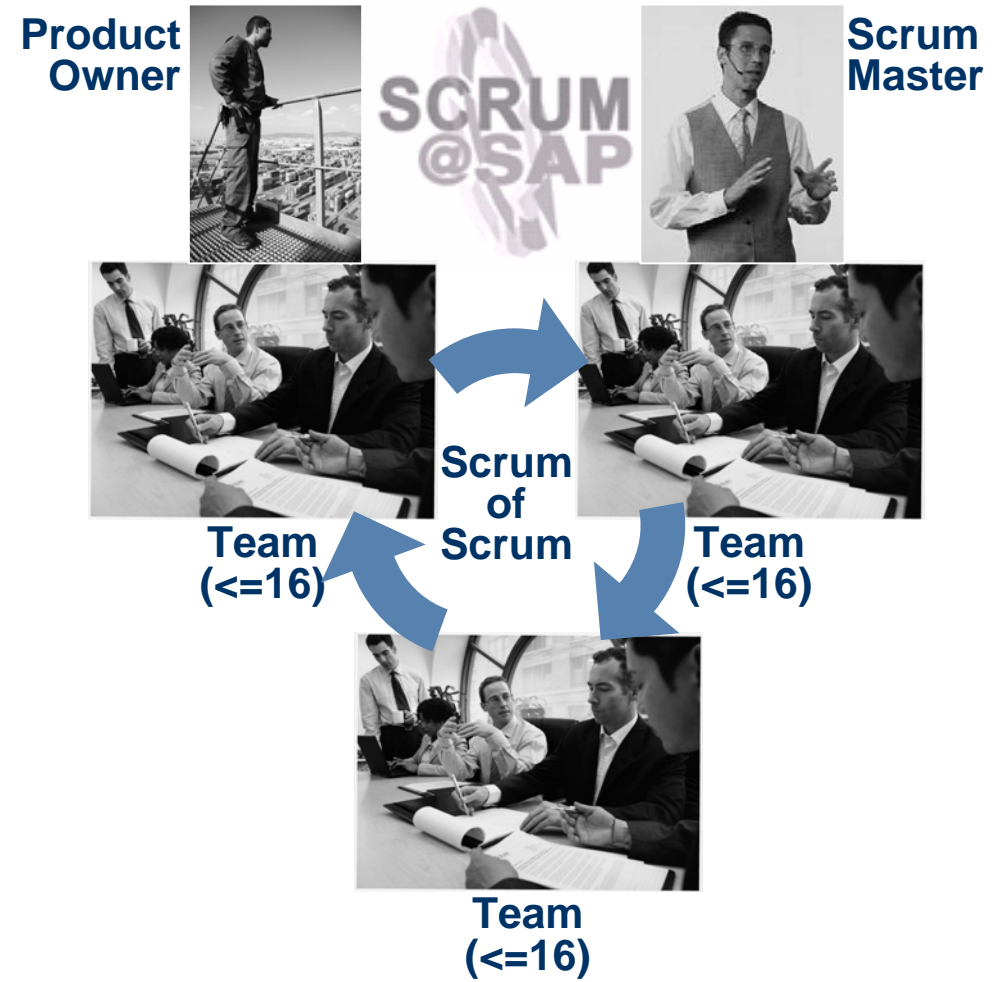 Product
Owner
SCRUM
@SAP
Scrum
Master
Scrum
of
Scrum
Team
(<=16)
Team
(<=16)
Team
(<=16)